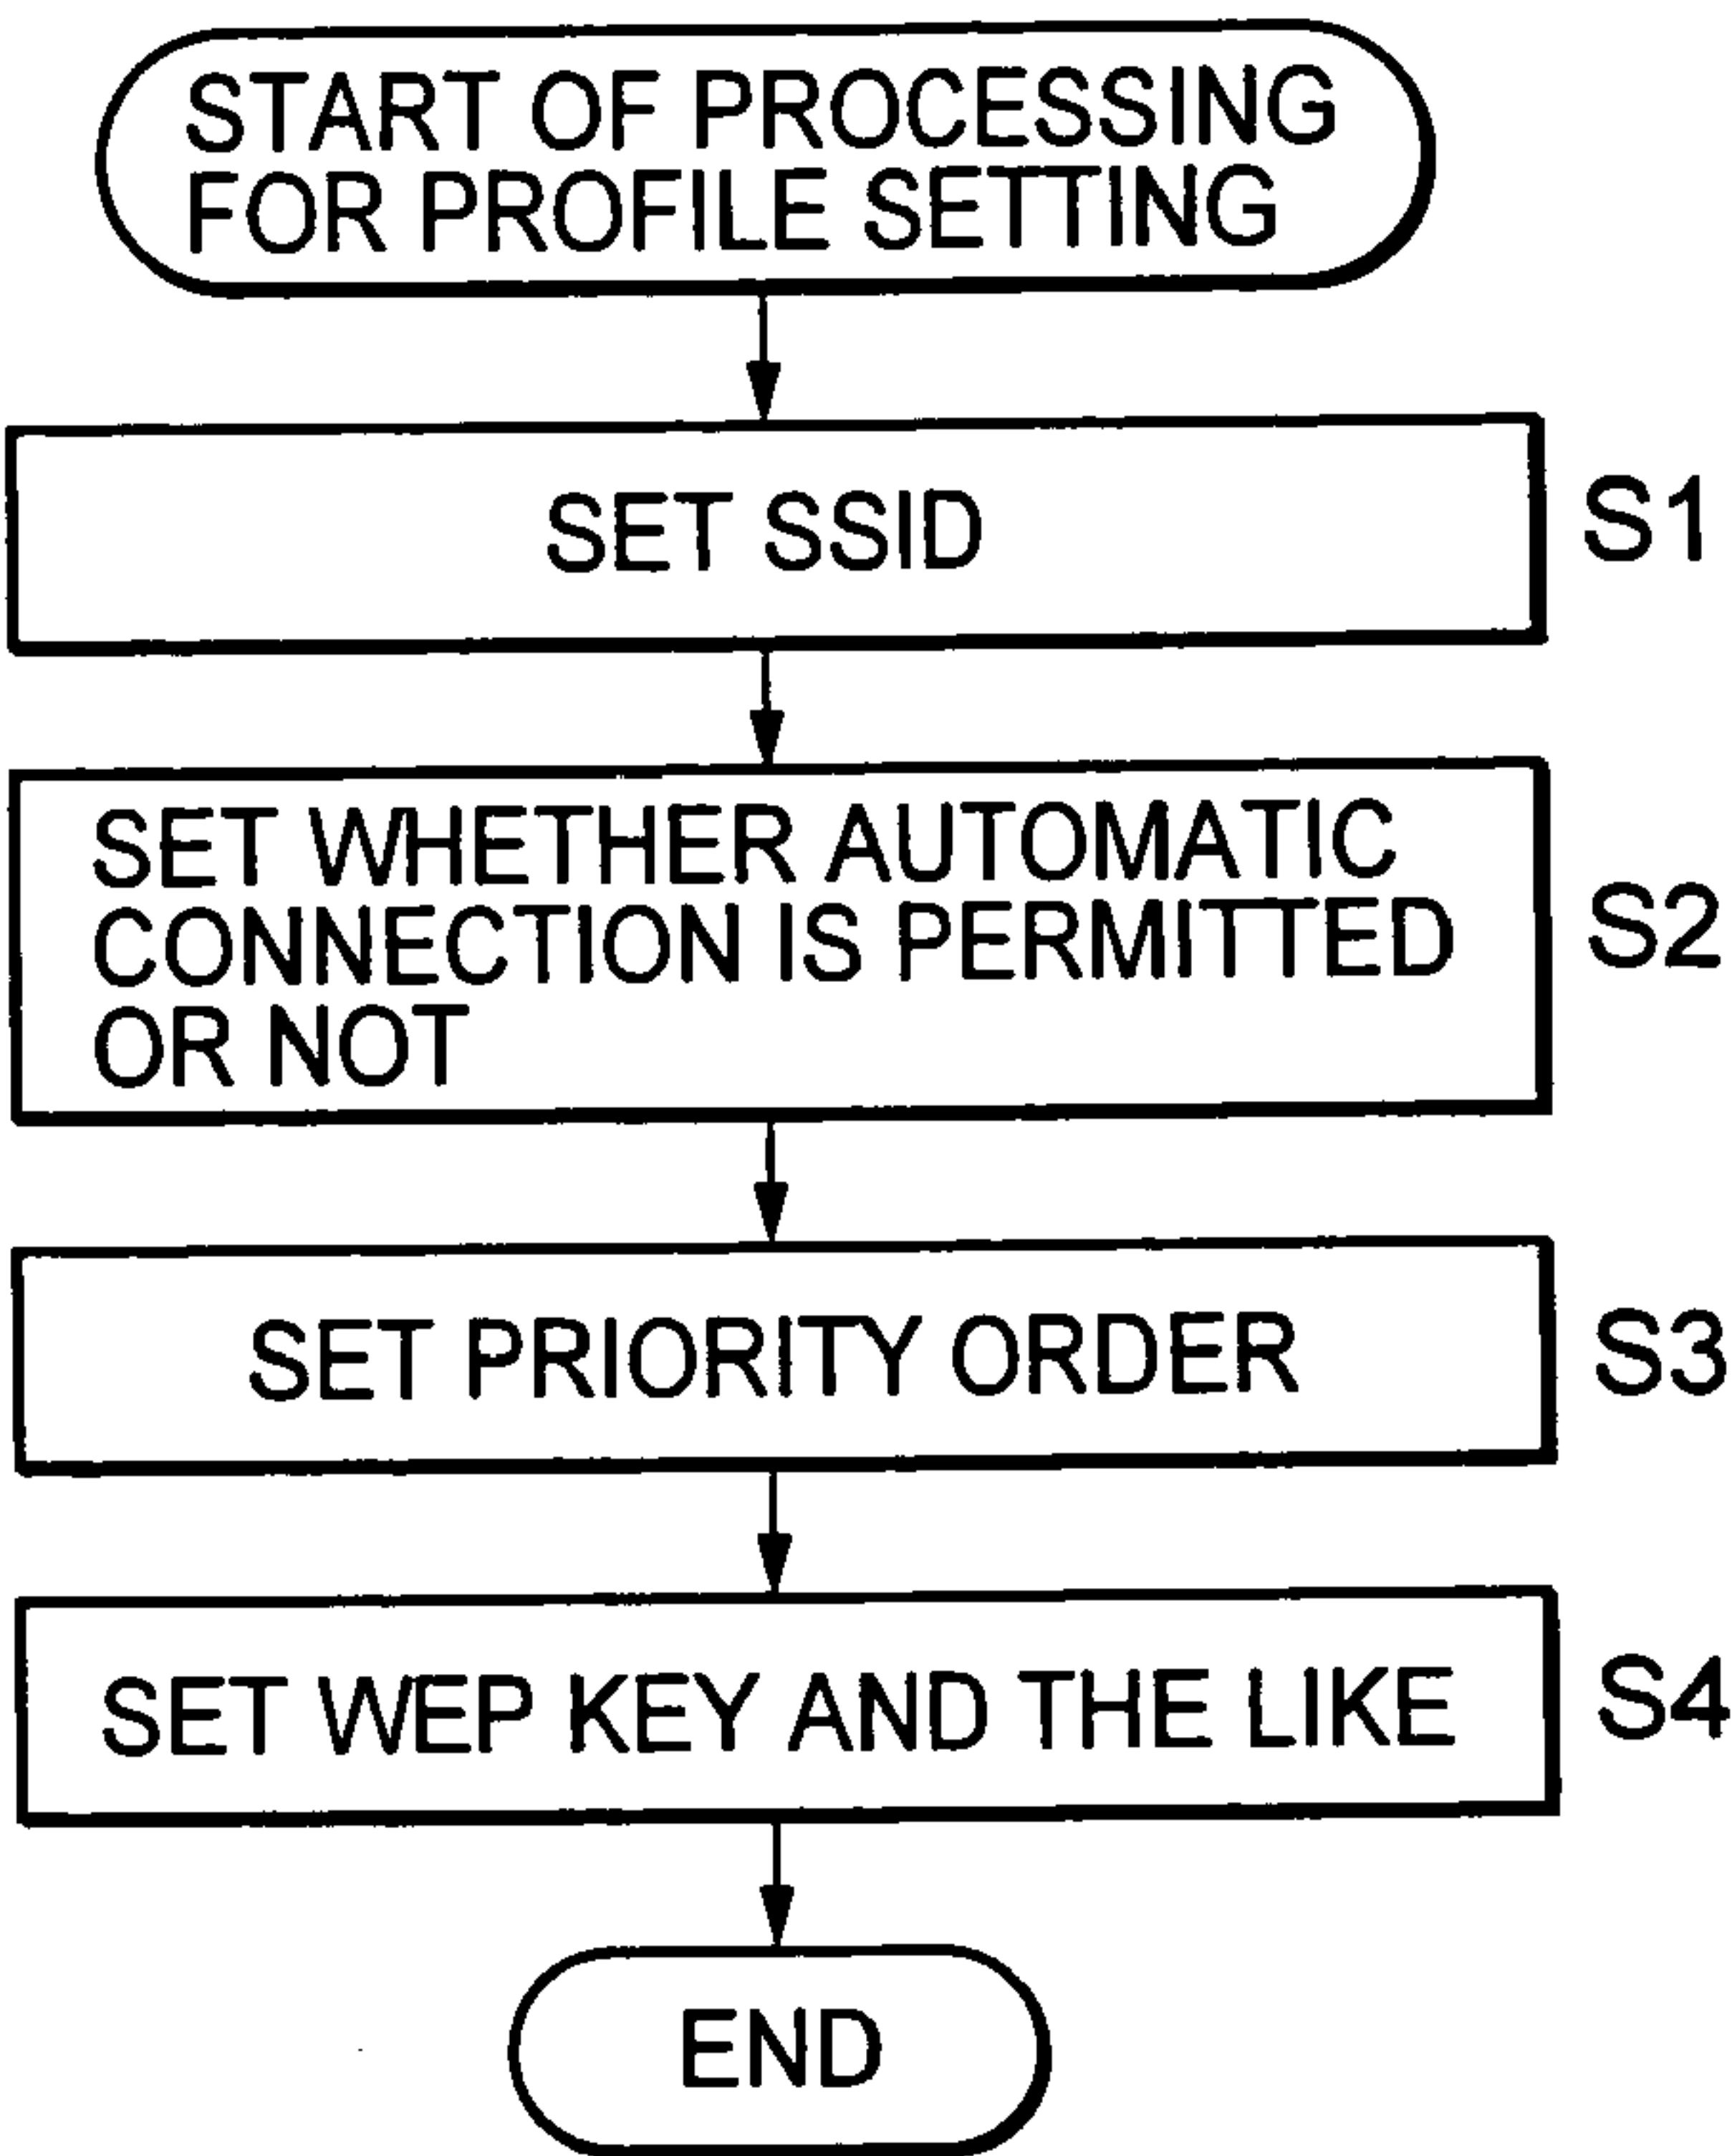 START OF PROCESSING
FOR PROFILE SETTING
SET SSID
S1
SET WHETHER AUTOMATIC
CONNECTION IS PERMITTED
OR NOT
S2
SET PRIORITY ORDER
S3
SET WEP KEY AND THE LIKE
S4
END